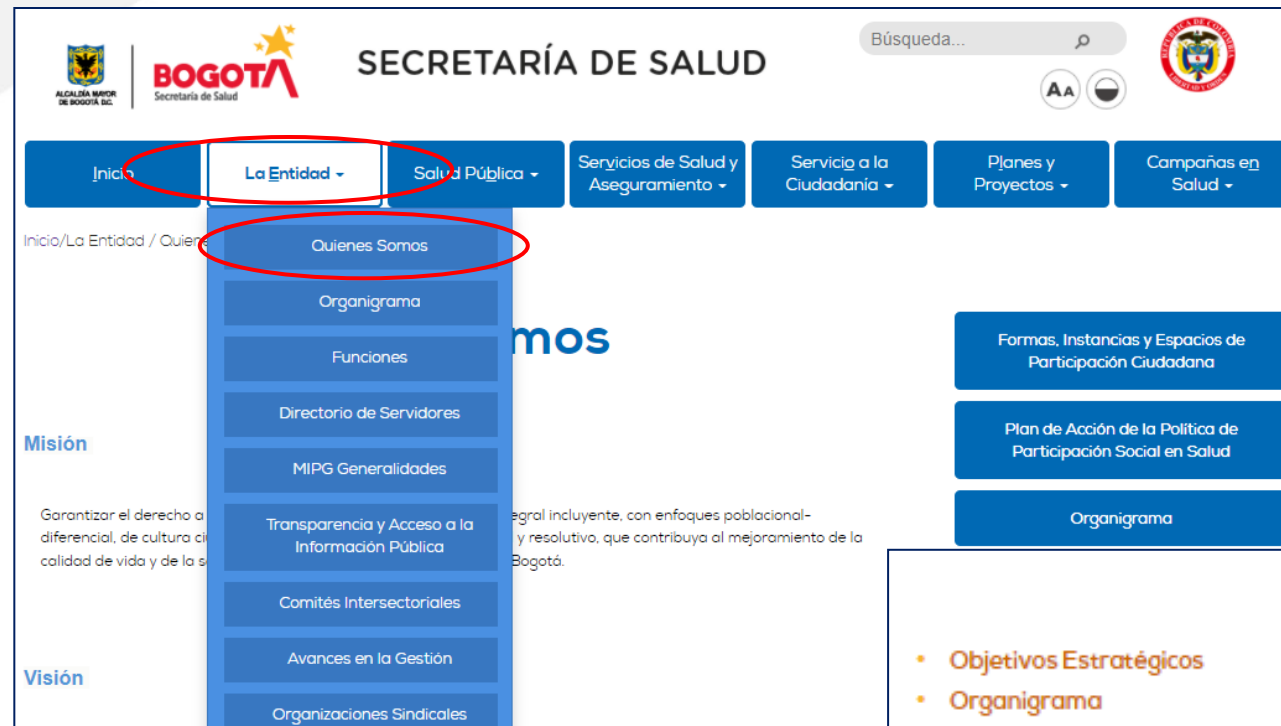 ALCALDÍA MAYOR
DE BOGOTÁ D.C.
BOGOTÁ
Secretaría de Salud
SECRETARÍA DE SALUD
Búsqueda...
AA
Inicio
La Entidad
Salud Pública
Servicios de Salud y
Aseguramiento
Servicio a la
Ciudadanía
Planes y
Proyectos
Campañas en
Salud
Inicio/La Entidad / Quiene
Quienes Somos
Organigrama
Funciones
Directorio de Servidores
MIPG Generalidades
Transparencia y Acceso a la
Información Pública
Comités Intersectoriales
Avances en la Gestión
Organizaciones Sindicales
mos
Formas, Instancias y Espacios de
Participación Ciudadana
Plan de Acción de la Política de
Participación Social en Salud
Organigrama
Misión
Garantizar el derecho a egral incluyente, con enfoques poblacional-
diferencial, de cultura ci y resolutivo, que contribuya al mejoramiento de la
calidad de vida y de la s Bogotá.
Visión
• Objetivos Estratégicos
• Organigrama